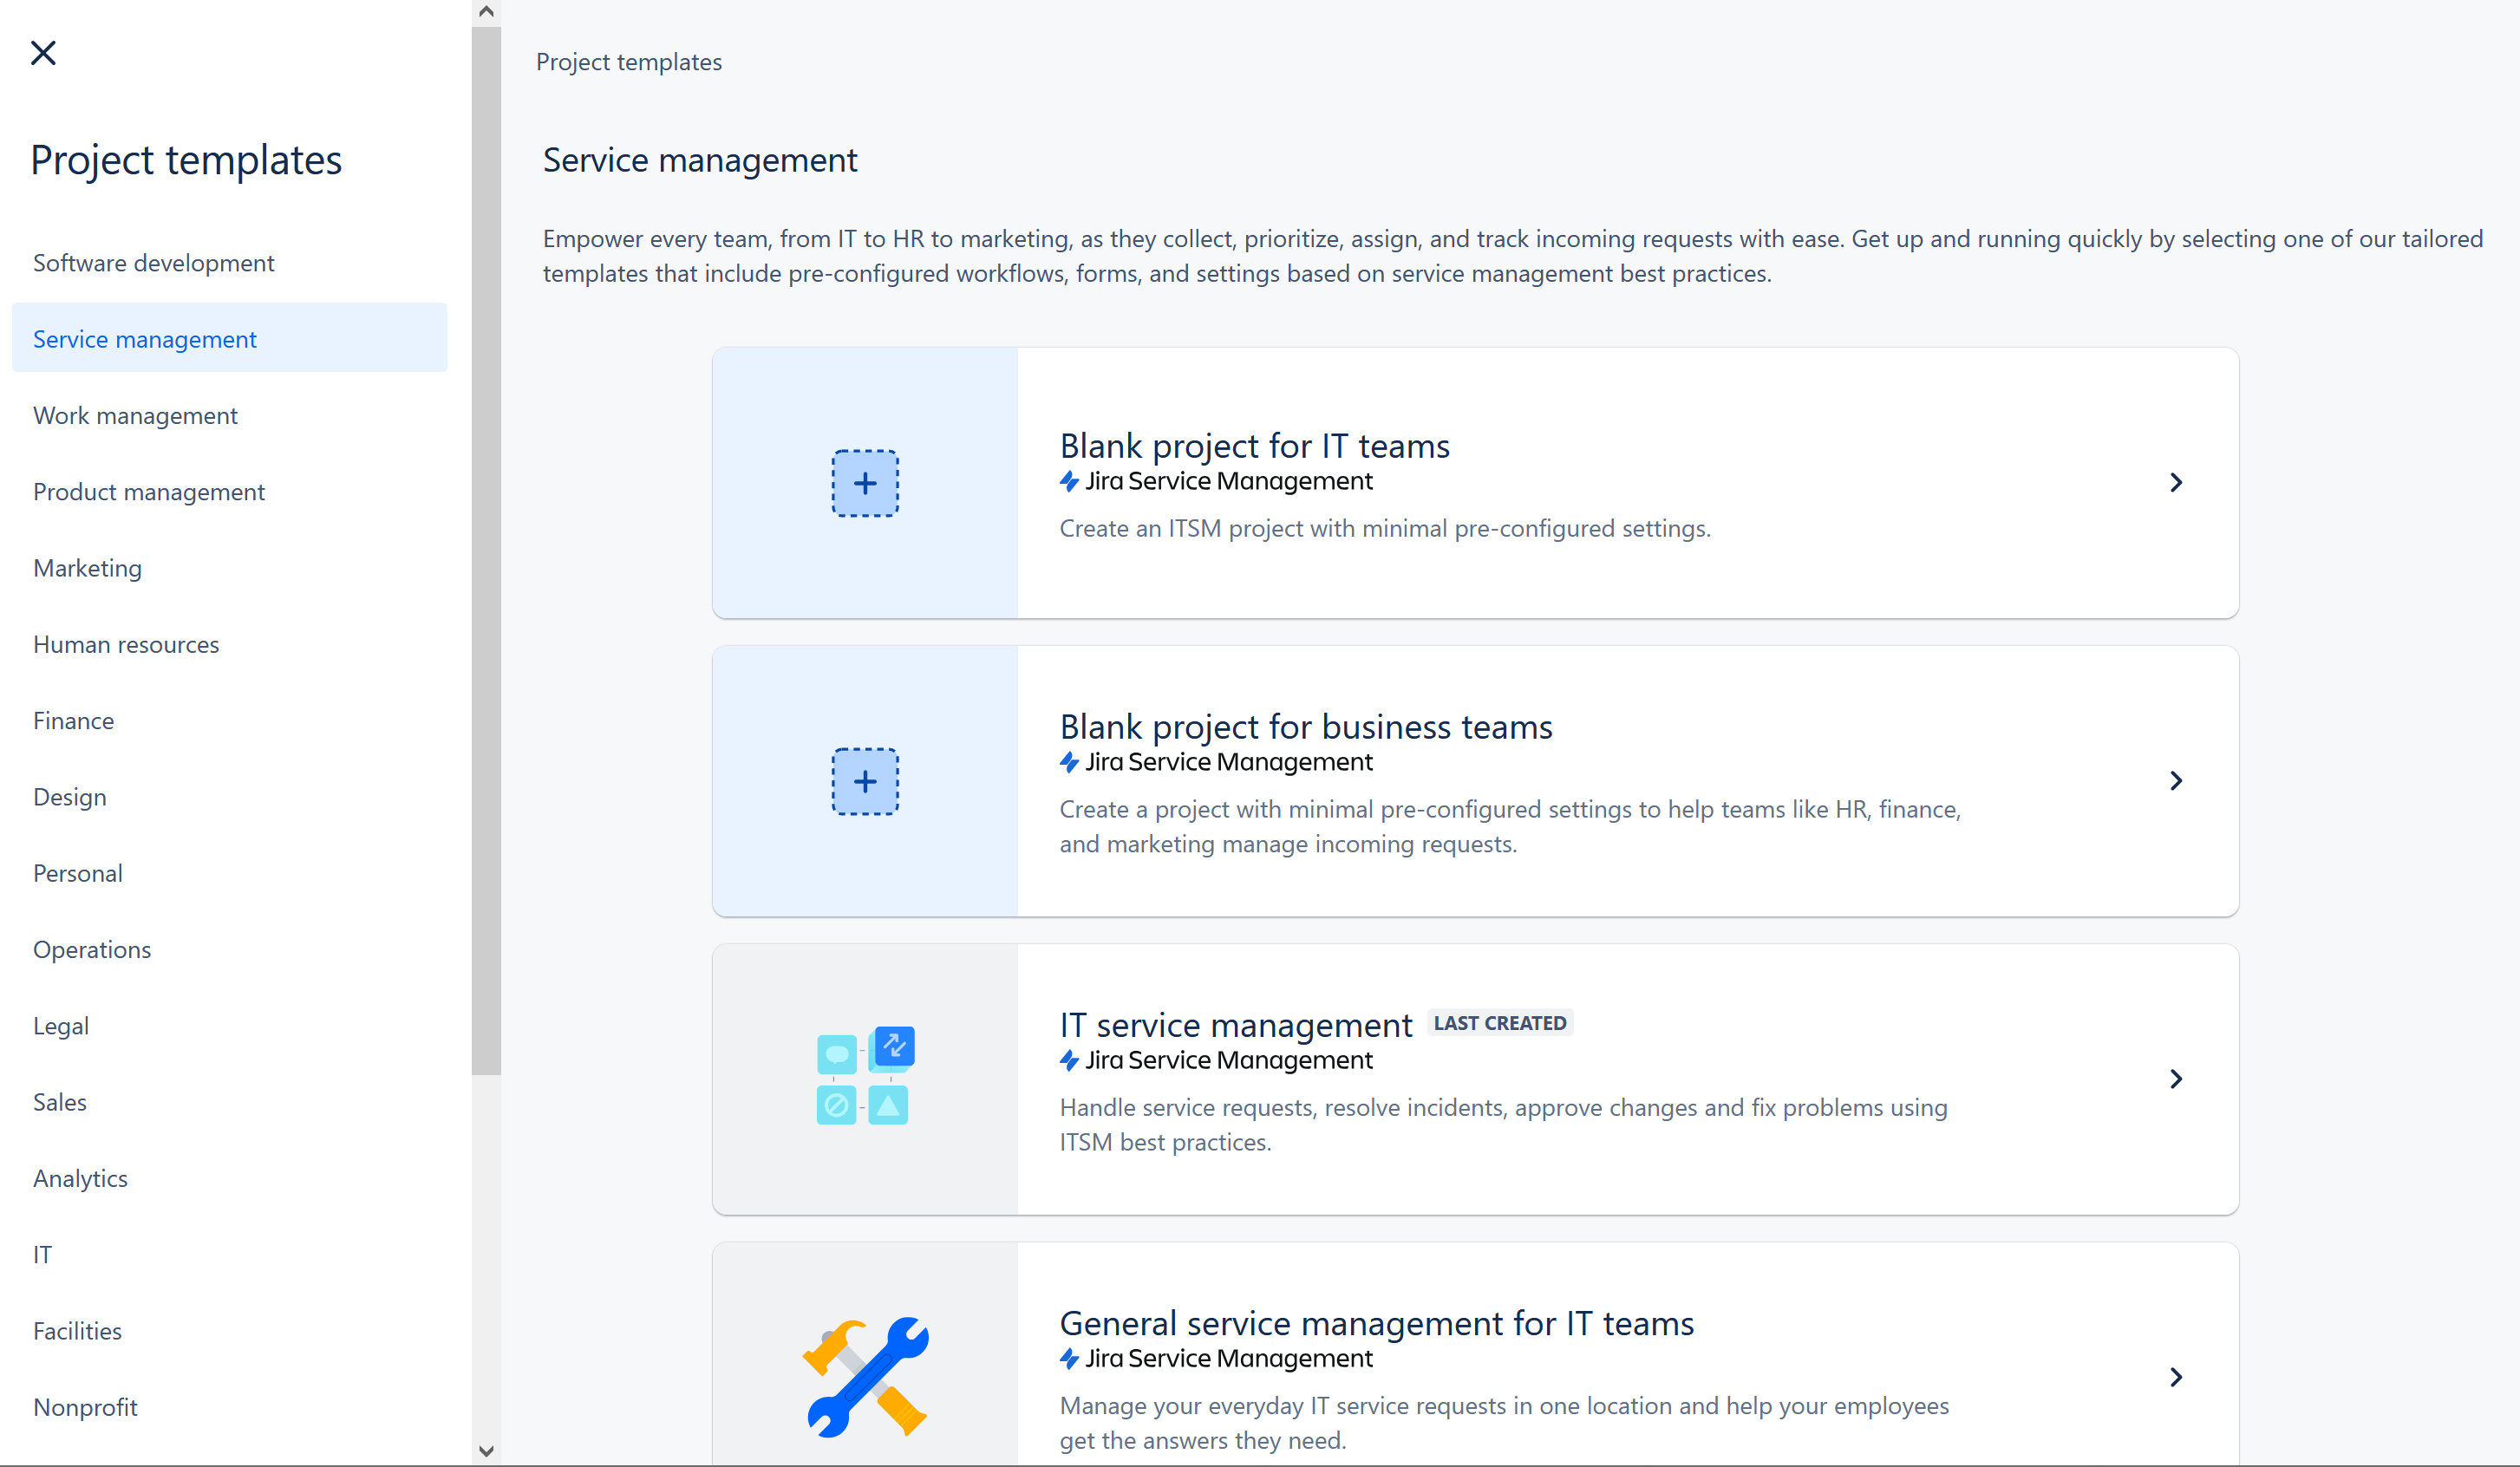 Project templates
Software development
Service management
Work management
Product management
Marketing
Human resources
Finance
Design
Personal
Operations
Legal
Sales
Analytics
IT
Facilities
Nonprofit
Project templates
Service management
Empower every team, from IT to HR to marketing, as they collect, prioritize, assign, and track incoming requests with ease. Get up and running quickly by selecting one of our tailored
templates that include pre-configured workflows, forms, and settings based on service management best practices.
Blank project for IT teams
Jira Service Management
Create an ITSM project with minimal pre-configured settings.
Blank project for business teams
Jira Service Management
Create a project with minimal pre-configured settings to help teams like HR, finance,
and marketing manage incoming requests.
IT service management LAST CREATED
Jira Service Management
Handle service requests, resolve incidents, approve changes and fix problems using
ITSM best practices.
General service management for IT teams
Jira Service Management
Manage your everyday IT service requests in one location and help your employees
get the answers they need.